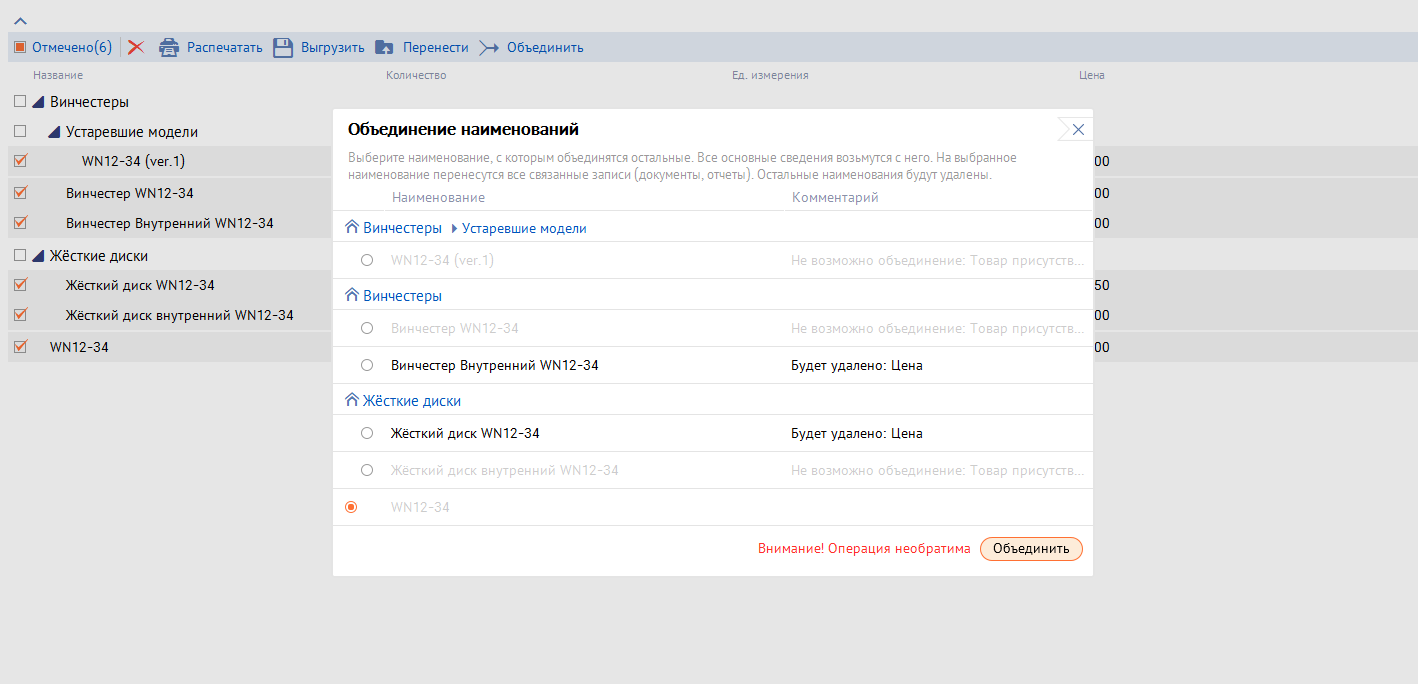 Отмечено(6) Распечатать Выгрузить Перенести Объединить
Название Количество Ед. измерения Цена
Винчестеры
Устаревшие модели
WN12-34 (ver.1) 00
Винчестер WN12-34 00
Винчестер Внутренний WN12-34 00
Жёсткие диски
Жёсткий диск WN12-34 50
Жёсткий диск внутренний WN12-34 00
WN12-34 00
Объединение наименований
Выберите наименование, с которым объединятся остальные. Все основные сведения возьмутся с него. На выбранное
наименование перенесутся все связанные записи (документы, отчеты). Остальные наименования будут удалены.
Наименование Комментарий
Винчестеры Устаревшие модели
WN12-34 (ver.1) Не возможно объединение: Товар присутств...
Винчестеры
Винчестер WN12-34 Не возможно объединение: Товар присутств...
Винчестер Внутренний WN12-34 Будет удалено: Цена
Жёсткие диски
Жёсткий диск WN12-34 Будет удалено: Цена
Жёсткий диск внутренний WN12-34 Не возможно объединение: Товар присутств...
WN12-34
Внимание! Операция необратима Объединить